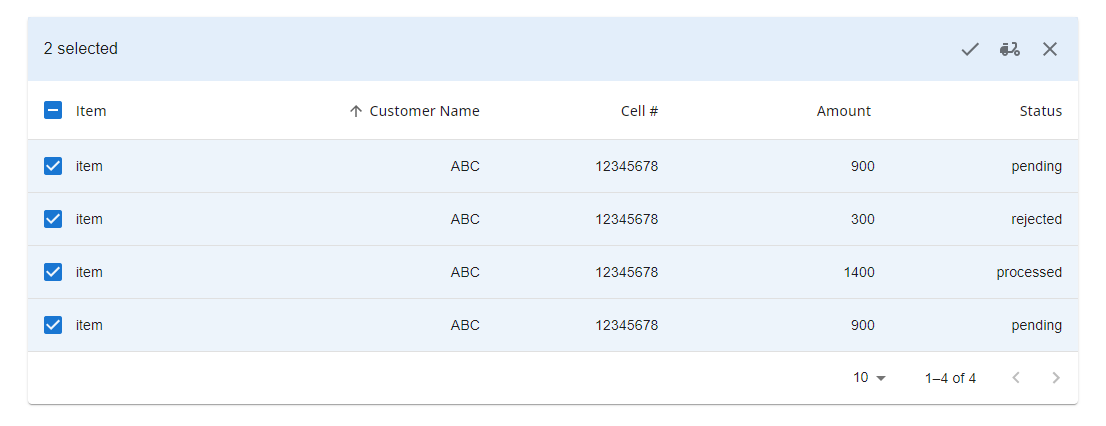 2 selected
Item Customer Name Cell # Amount Status
item ABC 12345678 900 pending
item ABC 12345678 300 rejected
item ABC 12345678 1400 processed
item ABC 12345678 900 pending
10 1–4 of 4